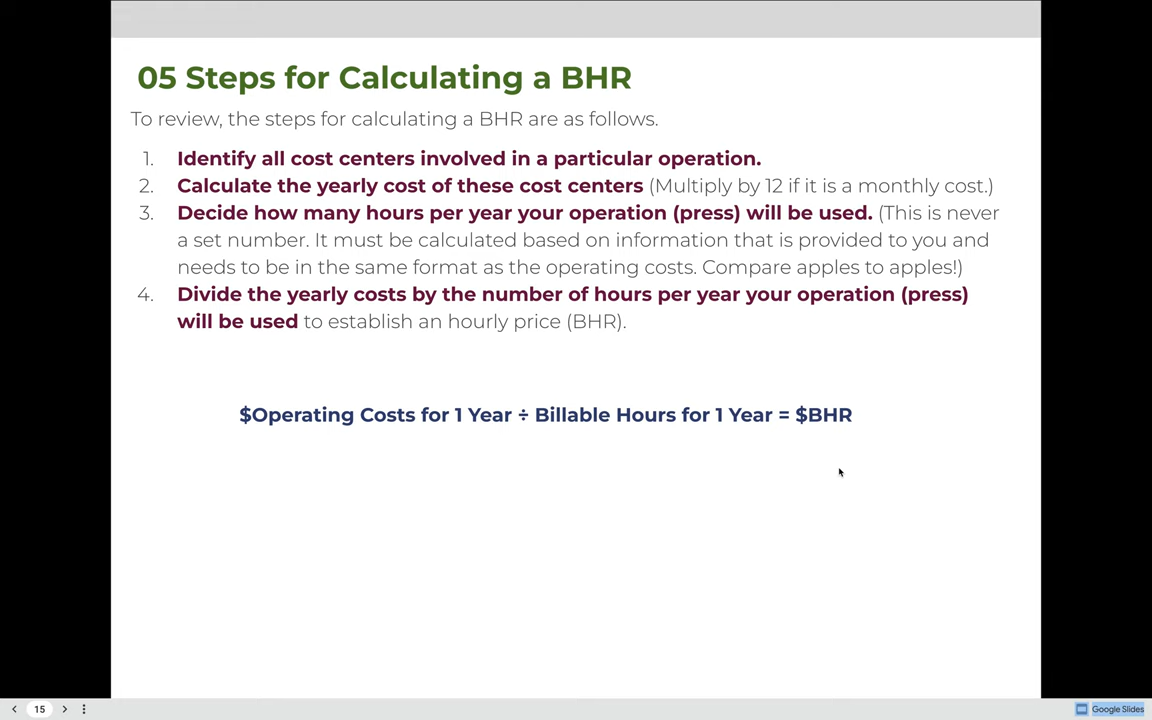 05 Steps for Calculating a BHR
To review, the steps for calculating a BHR are as follows.
1. Identify all cost centers involved in a particular operation.
2. Calculate the yearly cost of these cost centers (Multiply by 12 if it is a monthly cost.)
3. Decide how many hours per year your operation (press) will be used. (This is never
a set number. It must be calculated based on information that is provided to you and
needs to be in the same format as the operating costs. Compare apples to apples!)
4. Divide the yearly costs by the number of hours per year your operation (press)
will be used to establish an hourly price (BHR).
$Operating Costs for 1 Year ÷ Billable Hours for 1 Year = $BHR
15
Google Slides